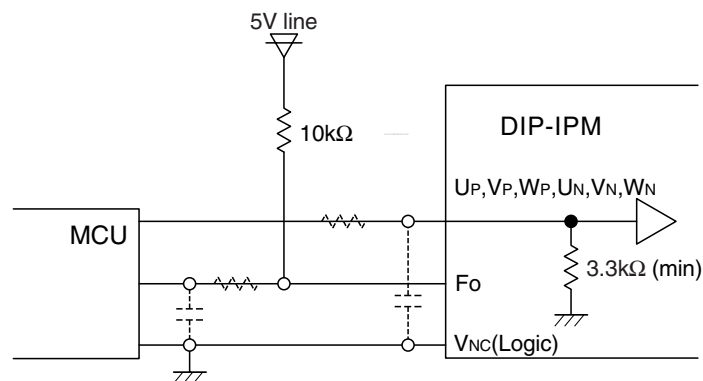 5V line
10kΩ
DIP-IPM
UP,VP,WP,UN,VN,WN
MCU
3.3kΩ (min)
Fo
VNC(Logic)